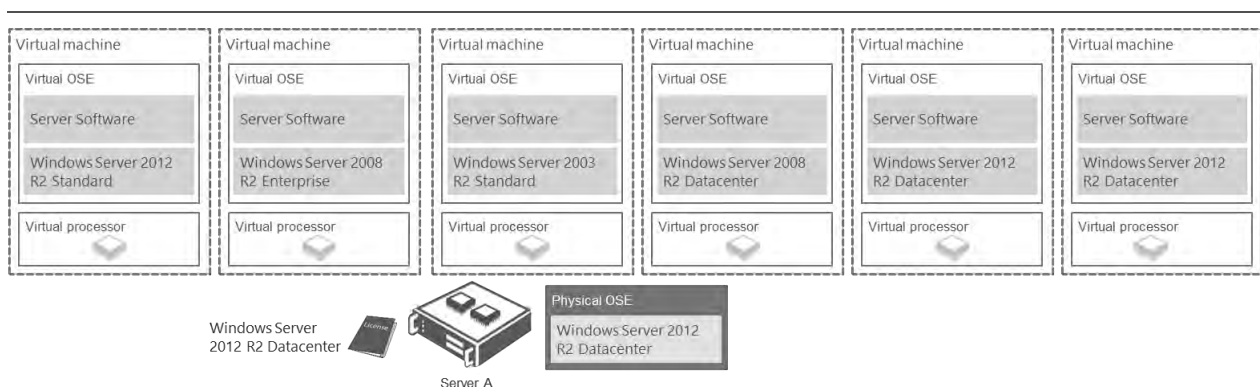 Virtual machine
Virtual OSE
Server Software
Windows Server 2012
R2 Standard
Virtual processor
Virtual machine
Virtual OSE
Server Software
Windows Server 2008
R2 Enterprise
Virtual processor
Virtual machine
Virtual OSE
Server Software
Windows Server 2003
R2 Standard
Virtual processor
Virtual machine
Virtual OSE
Server Software
Windows Server 2008
R2 Datacenter
Virtual processor
Virtual machine
Virtual OSE
Server Software
Windows Server 2012
R2 Datacenter
Virtual processor
Virtual machine
Virtual OSE
Server Software
Windows Server 2012
R2 Datacenter
Virtual processor
Windows Server
2012 R2 Datacenter
License
Server A
Physical OSE
Windows Server 2012
R2 Datacenter